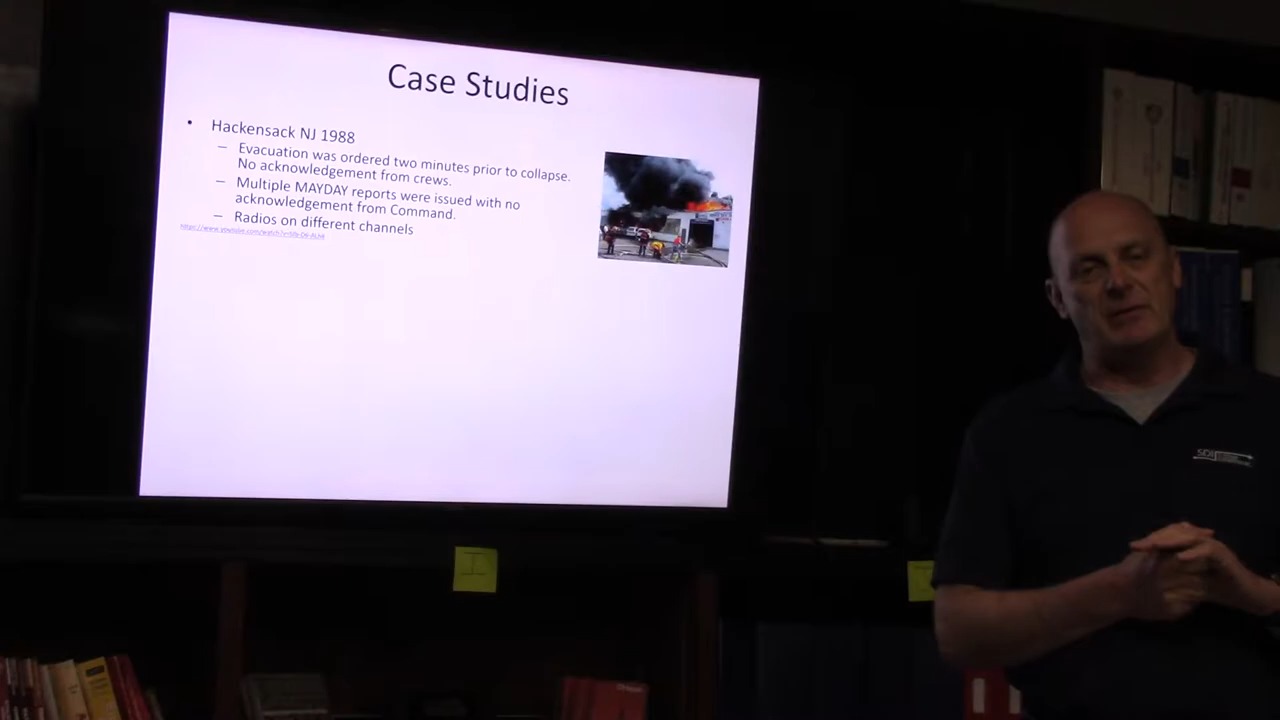 Case Studies
• Hackensack NJ 1988
– Evacuation was ordered two minutes prior to collapse.
No acknowledgement from crews.
– Multiple MAYDAY reports were issued with no
acknowledgement from Command.
– Radios on different channels
SDI